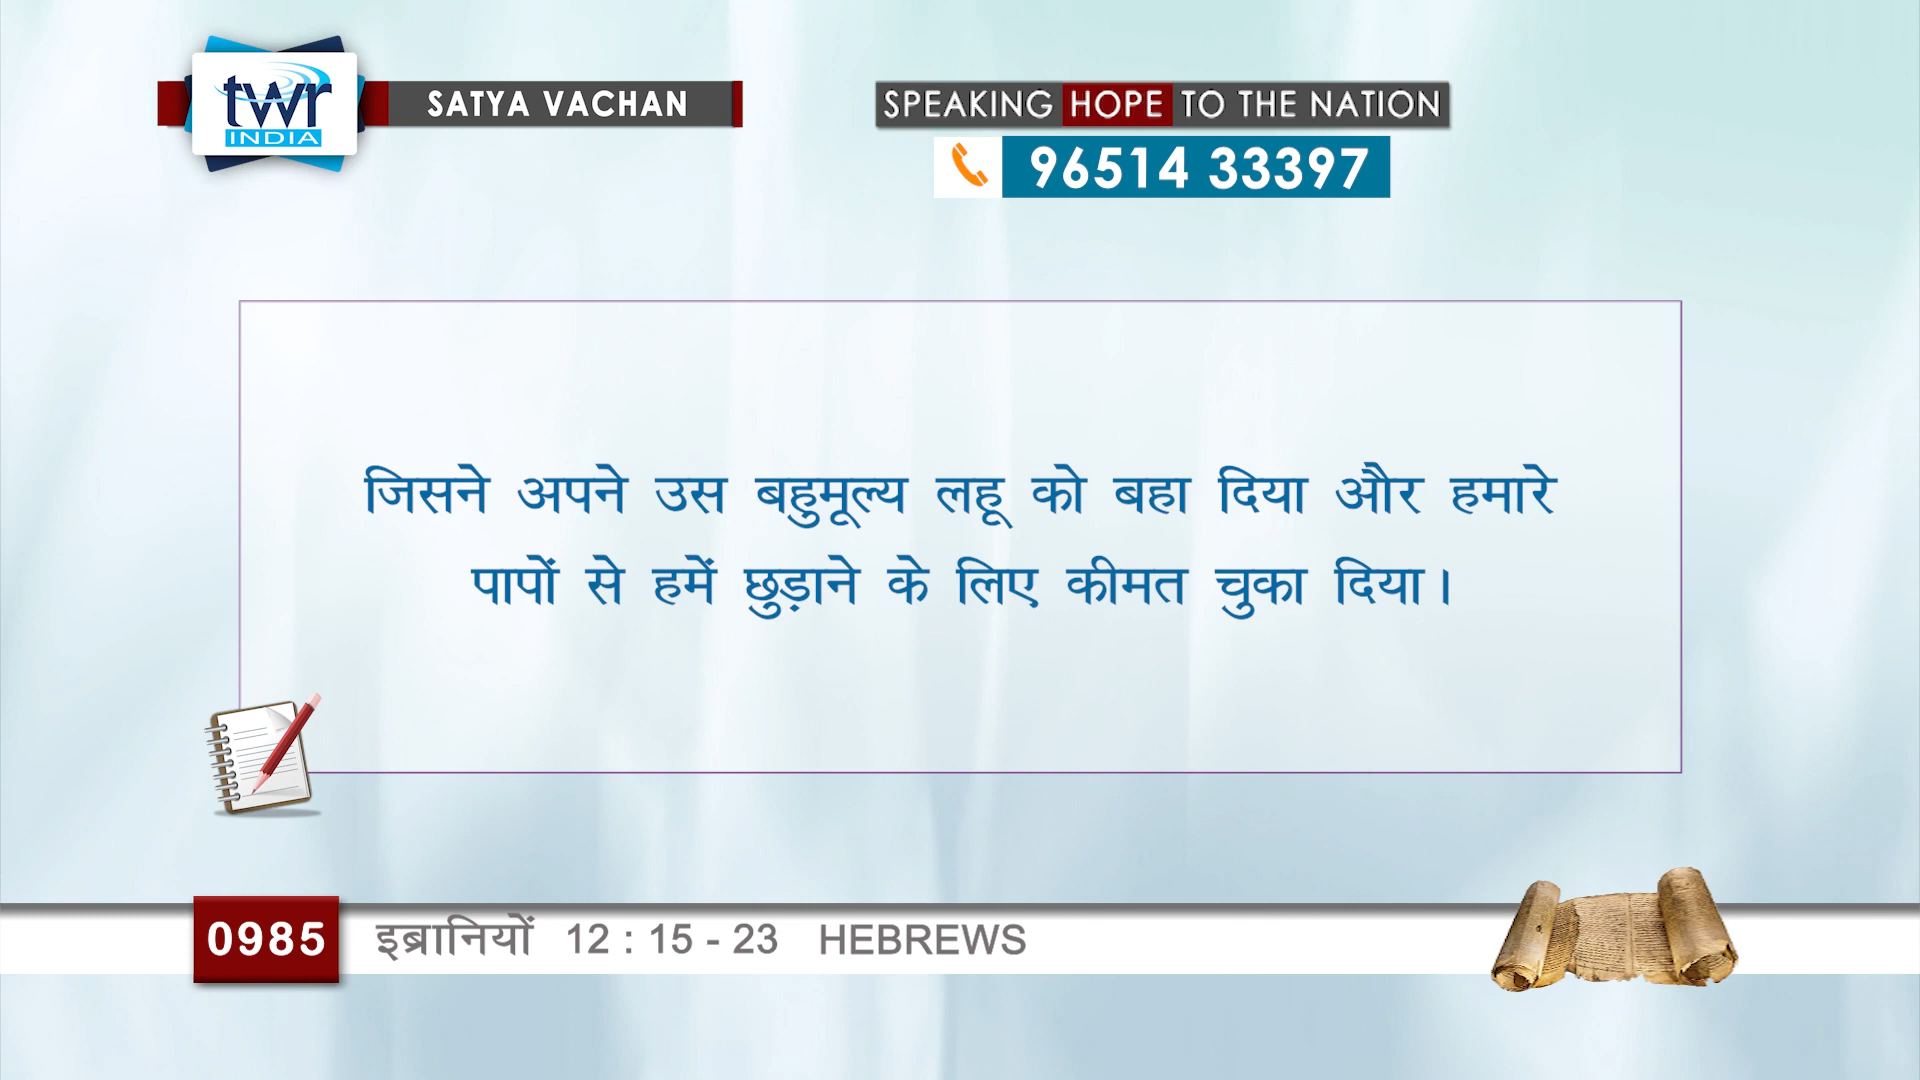 twr
INDIA
SATYA VACHAN
SPEAKING HOPE TO THE NATION
96514 33397
जिसने अपने उस बहुमूल्य लहू को बहा दिया और हमारे
पापों से हमें छुड़ाने के लिए कीमत चुका दिया।
0985 इब्रानियों 12 : 15 - 23 HEBREWS